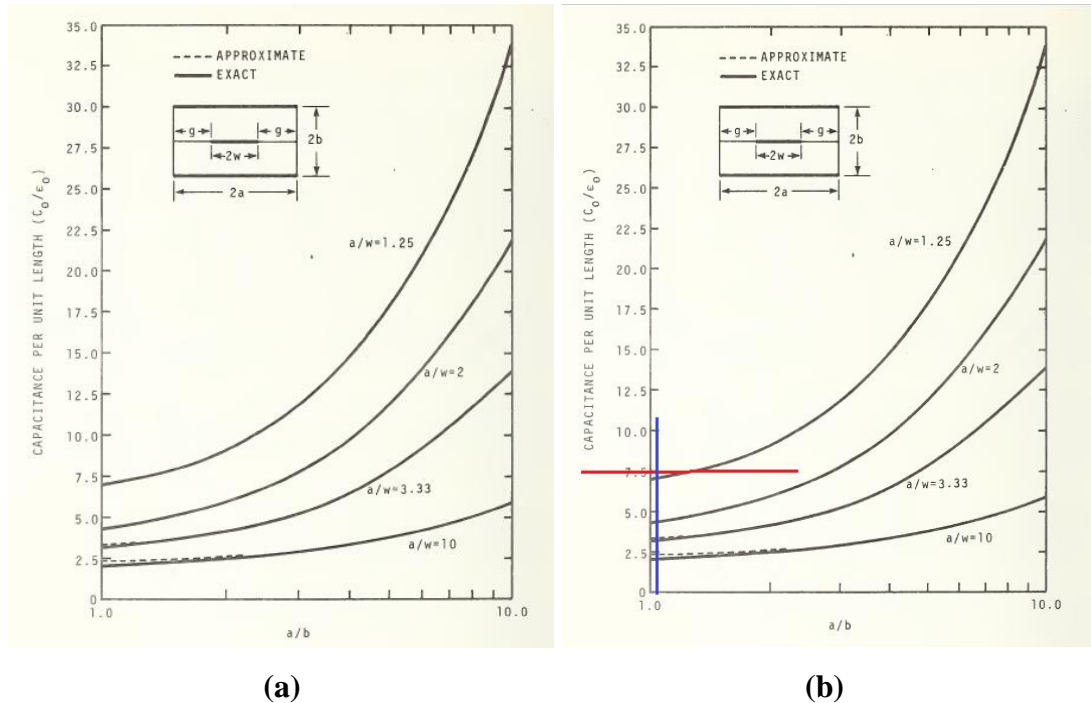 CAPACITANCE PER UNIT LENGTH (C₀/ε₀)
35.0
32.5
30.0
27.5
25.0
22.5
20.0
17.5
15.0
12.5
10.0
7.5
5.0
2.5
0
APPROXIMATE
EXACT
g
g
2w
2b
2a
a/w=1.25
a/w=2
a/w=3.33
a/w=10
1.0
10.0
a/b
(a)
CAPACITANCE PER UNIT LENGTH (C₀/ε₀)
35.0
32.5
30.0
27.5
25.0
22.5
20.0
17.5
15.0
12.5
10.0
7.5
5.0
2.5
0
APPROXIMATE
EXACT
g
g
2w
2b
2a
a/w=1.25
a/w=2
a/w=3.33
a/w=10
1.0
10.0
a/b
(b)